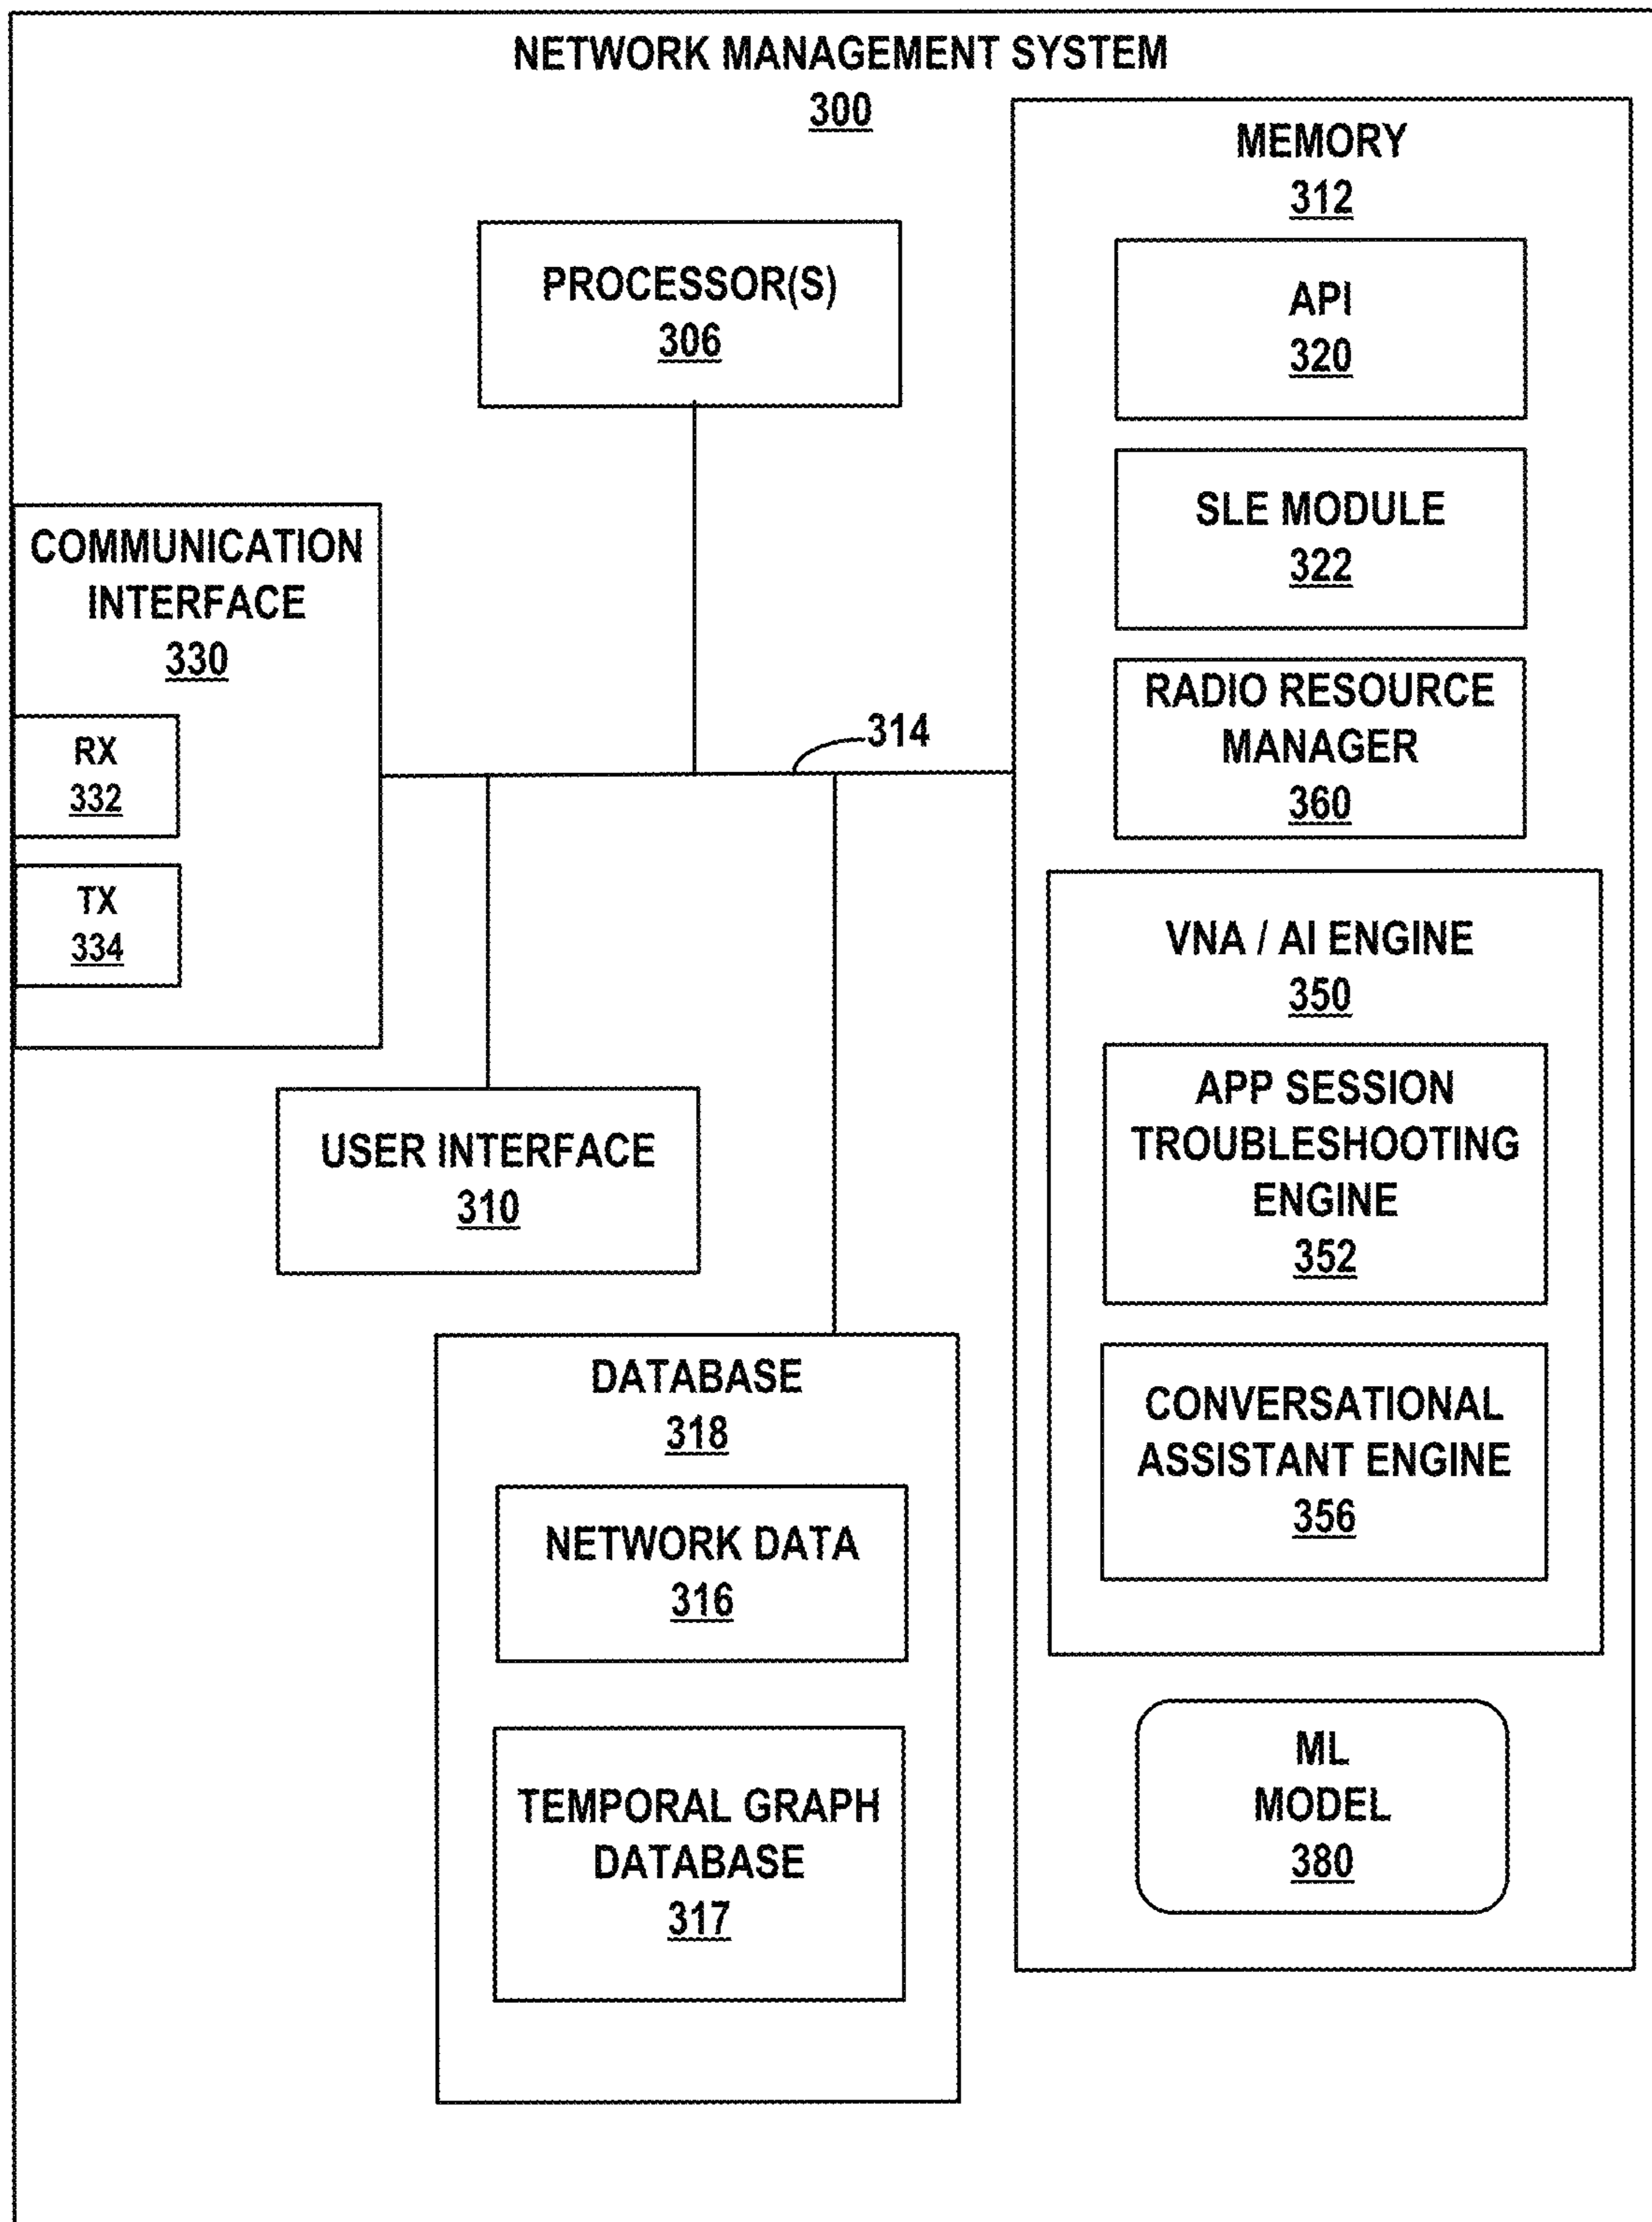 NETWORK MANAGEMENT SYSTEM
300
PROCESSOR(S)
306
COMMUNICATION
INTERFACE
330
RX
332
TX
334
314
USER INTERFACE
310
DATABASE
318
NETWORK DATA
316
TEMPORAL GRAPH
DATABASE
317
MEMORY
312
API
320
SLE MODULE
322
RADIO RESOURCE
MANAGER
360
VNA / AI ENGINE
350
APP SESSION
TROUBLESHOOTING
ENGINE
352
CONVERSATIONAL
ASSISTANT ENGINE
356
ML
MODEL
380